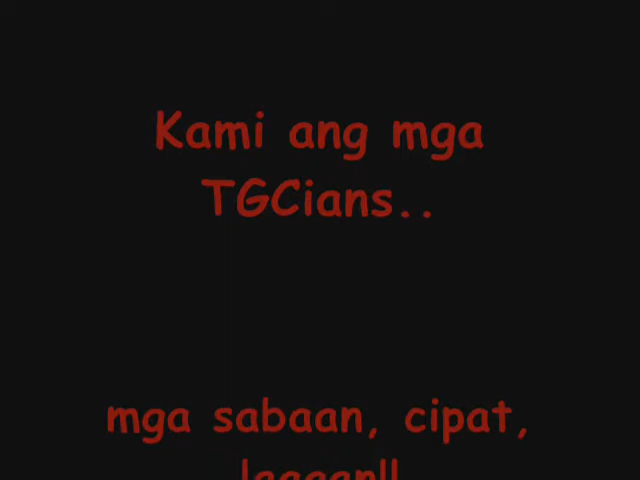 Kami ang mga
TGCians..
mga sabaan, cipat,